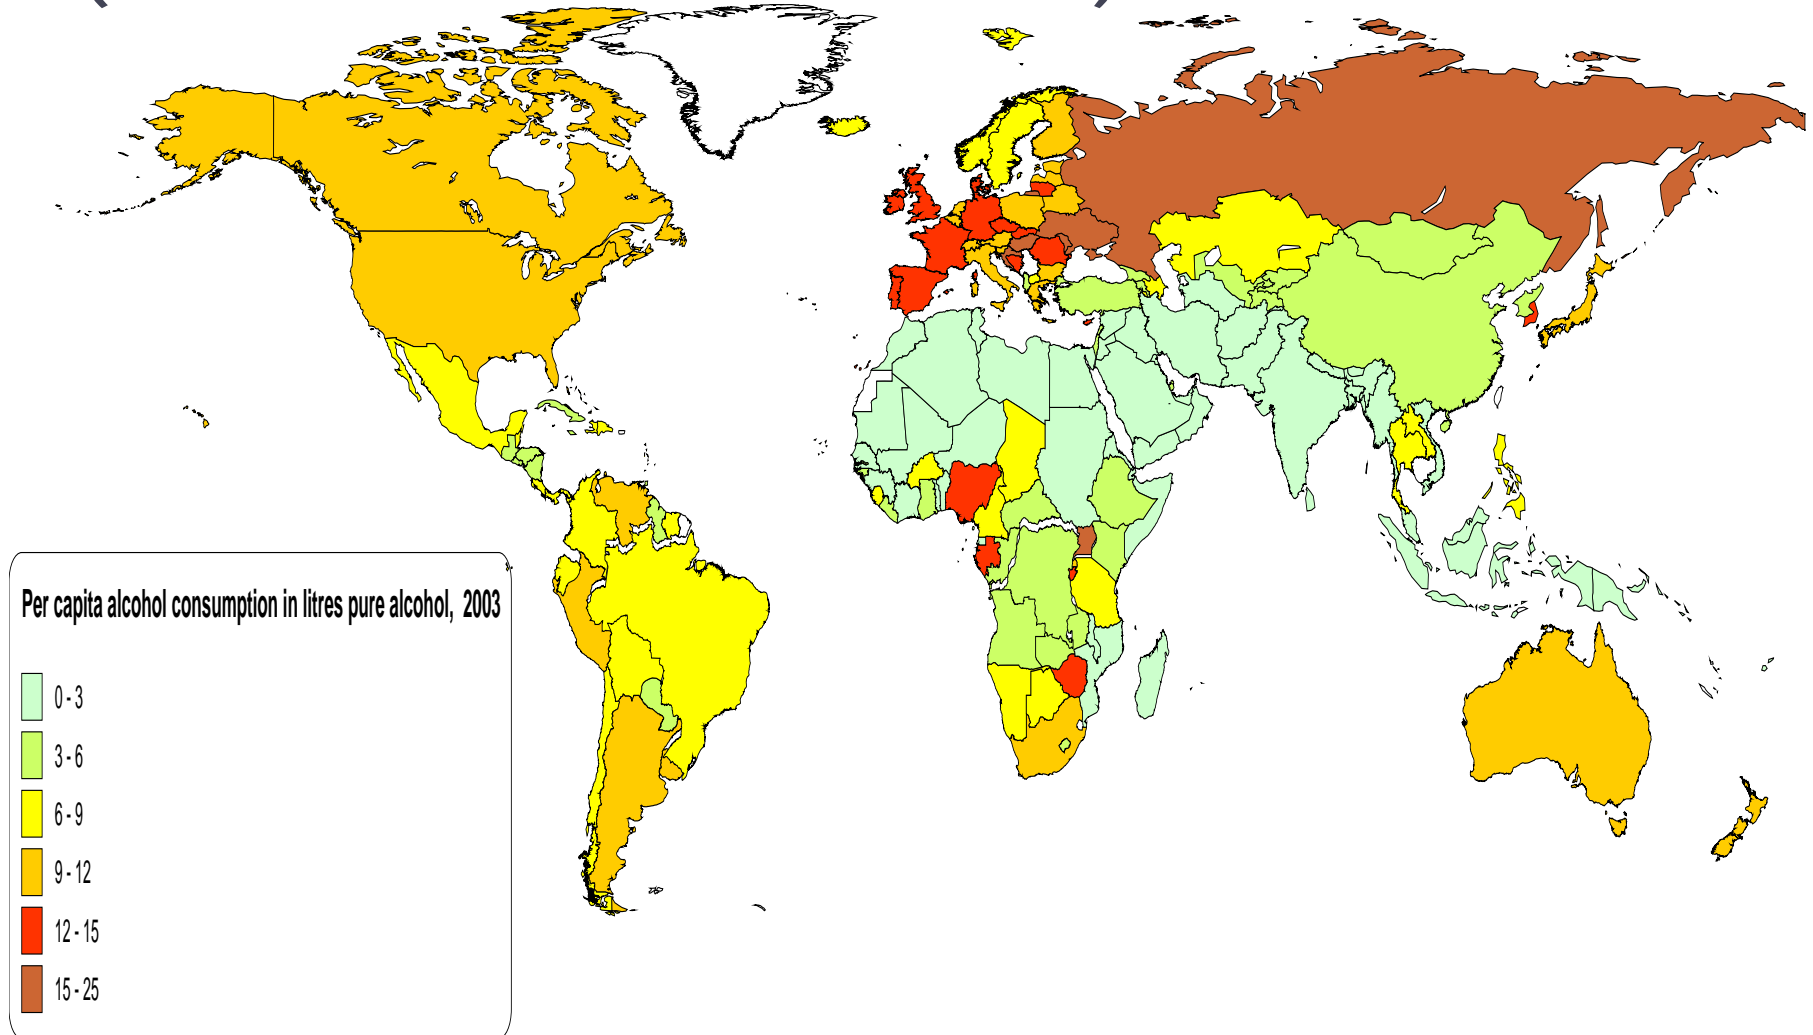 Per capita alcohol consumption in litres pure alcohol, 2003
0 - 3
3 - 6
6 - 9
9 - 12
12 - 15
15 - 25